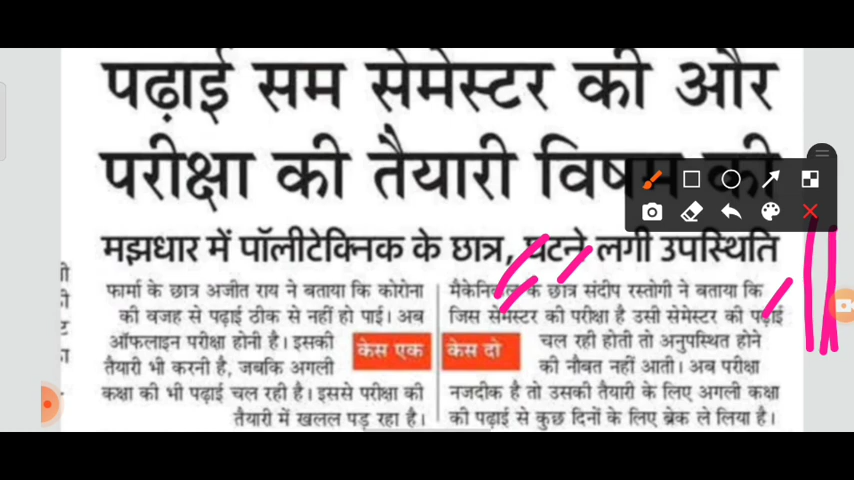 पढ़ाई सम सेमेस्टर की और
परीक्षा की तैयारी विषम की
मझधार में पॉलीटेक्निक के छात्र, घटने लगी उपस्थिति
फार्मा के छात्र अजीत राय ने बताया कि कोरोना
की वजह से पढ़ाई ठीक से नहीं हो पाई। अब
ऑफलाइन परीक्षा होनी है। इसकी
तैयारी भी करनी है, जबकि अगली
कक्षा की भी पढ़ाई चल रही है। इससे परीक्षा की
तैयारी में खलल पड़ रहा है।
केस एक
केस दो
मैकेनिकल के छात्र संदीप रस्तोगी ने बताया कि
जिस सेमेस्टर की परीक्षा है उसी सेमेस्टर की पढ़ाई
चल रही होती तो अनुपस्थित होने
की नौबत नहीं आती। अब परीक्षा
नजदीक है तो उसकी तैयारी के लिए अगली कक्षा
की पढ़ाई से कुछ दिनों के लिए ब्रेक ले लिया है।